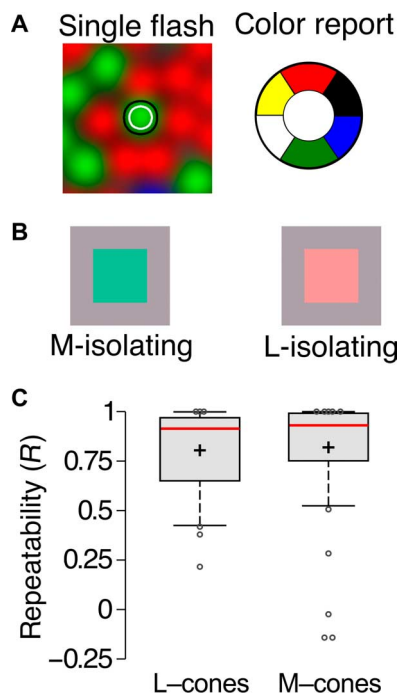 A Single flash Color report
B
M-isolating L-isolating
C
Repeatability (R)
1
0.75
0.5
0.25
0
−0.25
L−cones M−cones